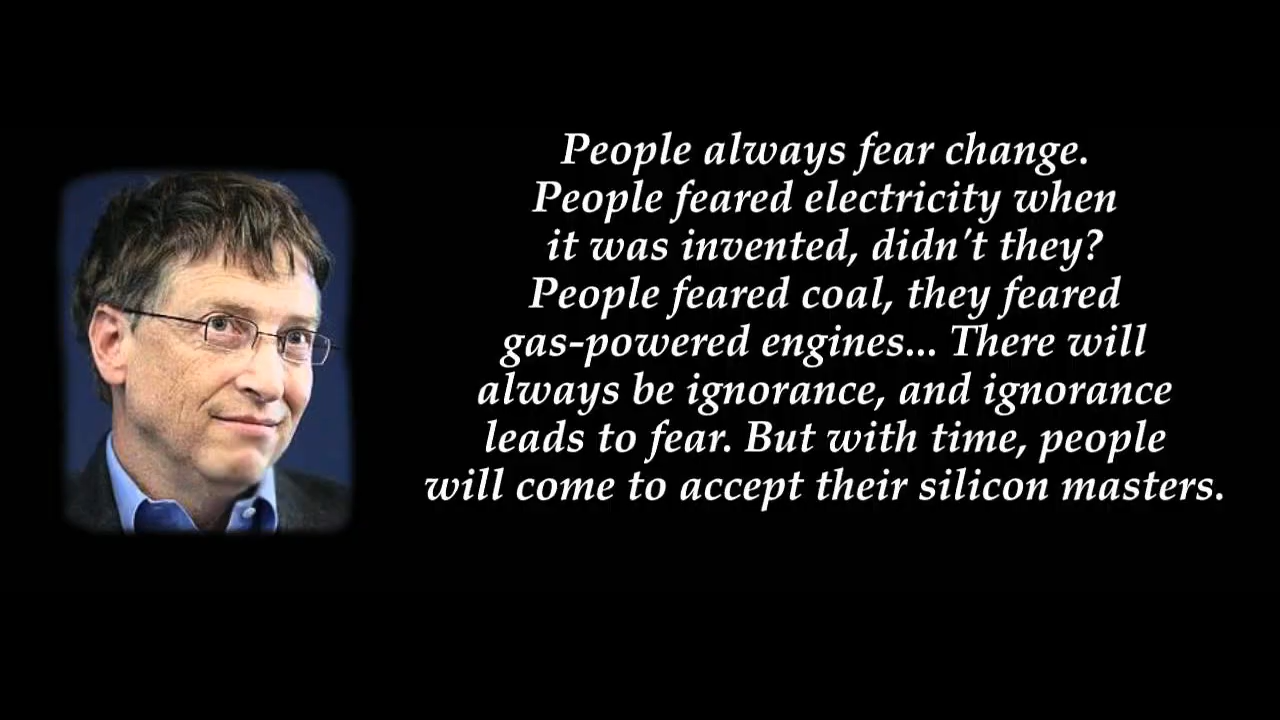 People always fear change.
People feared electricity when
it was invented, didn't they?
People feared coal, they feared
gas-powered engines... There will
always be ignorance, and ignorance
leads to fear. But with time, people
will come to accept their silicon masters.